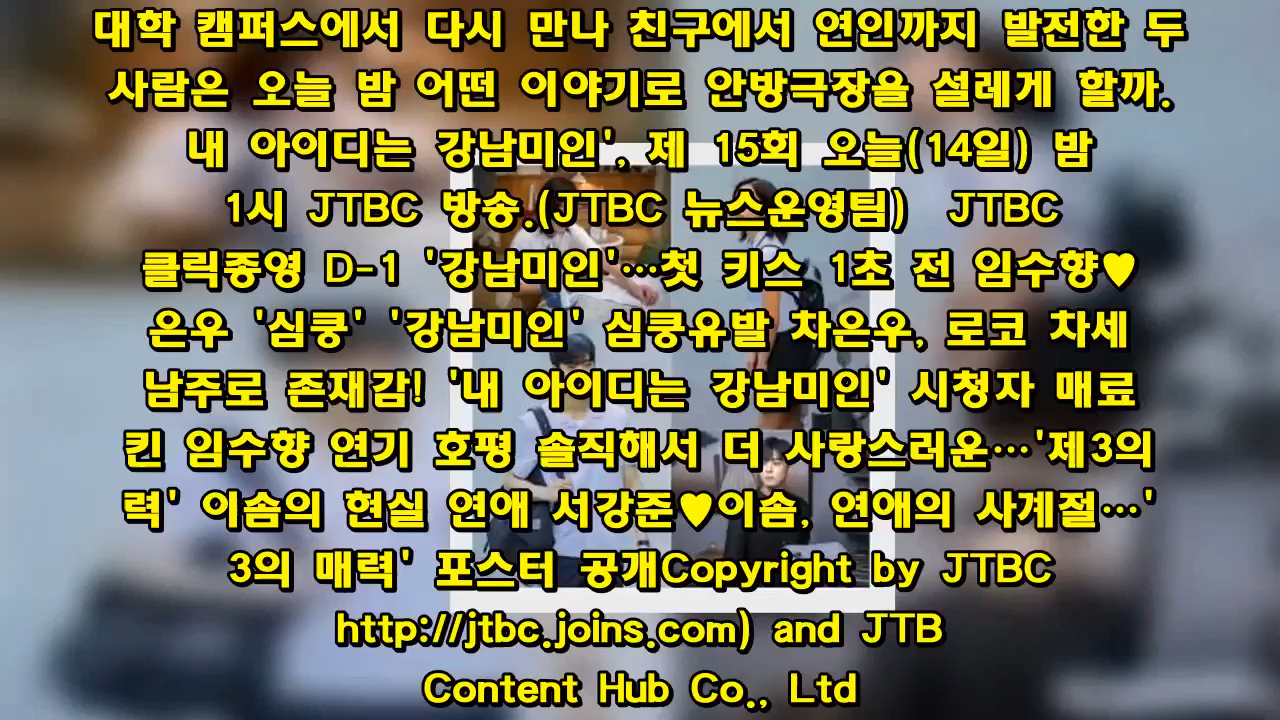 대학 캠퍼스에서 다시 만나 친구에서 연인까지 발전한 두
사람은 오늘 밤 어떤 이야기로 안방극장을 설레게 할까.
내 아이디는 강남미인', 제 15회 오늘(14일) 밤
1시 JTBC 방송.(JTBC 뉴스운영팀) JTBC
클릭종영 D-1 '강남미인'…첫 키스 1초 전 임수향♥
은우 '심쿵' '강남미인' 심쿵유발 차은우, 로코 차세
남주로 존재감! '내 아이디는 강남미인' 시청자 매료
킨 임수향 연기 호평 솔직해서 더 사랑스러운…'제3의
력' 이솜의 현실 연애 서강준♥이솜, 연애의 사계절…'
3의 매력' 포스터 공개Copyright by JTBC
http://jtbc.joins.com) and JTB
Content Hub Co., Ltd